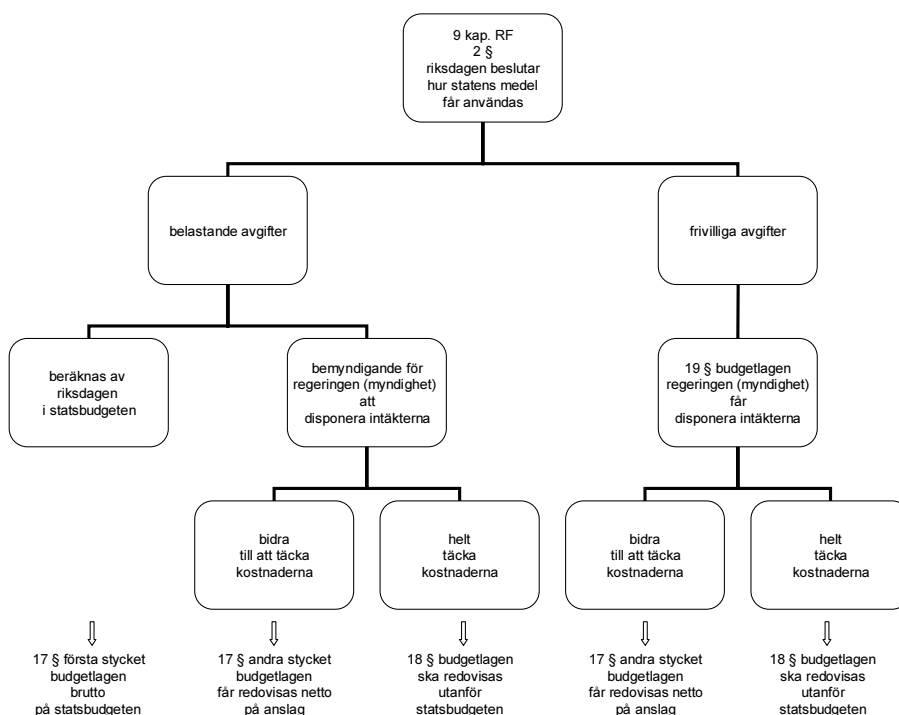 9 kap. RF
2 §
riksdagen beslutar
hur statens medel
får användas
belastande avgifter
frivilliga avgifter
beräknas av
riksdagen
i statsbudgeten
bemyndigande för
regeringen (myndighet)
att
disponera intäkterna
19 § budgetlagen
regeringen (myndighet)
får
disponera intäkterna
bidra
till att täcka
kostnaderna
helt
täcka
kostnaderna
bidra
till att täcka
kostnaderna
helt
täcka
kostnaderna
17 § första stycket
budgetlagen
brutto
på statsbudgeten
17 § andra stycket
budgetlagen
får redovisas netto
på anslag
18 § budgetlagen
ska redovisas
utanför
statsbudgeten
17 § andra stycket
budgetlagen
får redovisas netto
på anslag
18 § budgetlagen
ska redovisas
utanför
statsbudgeten